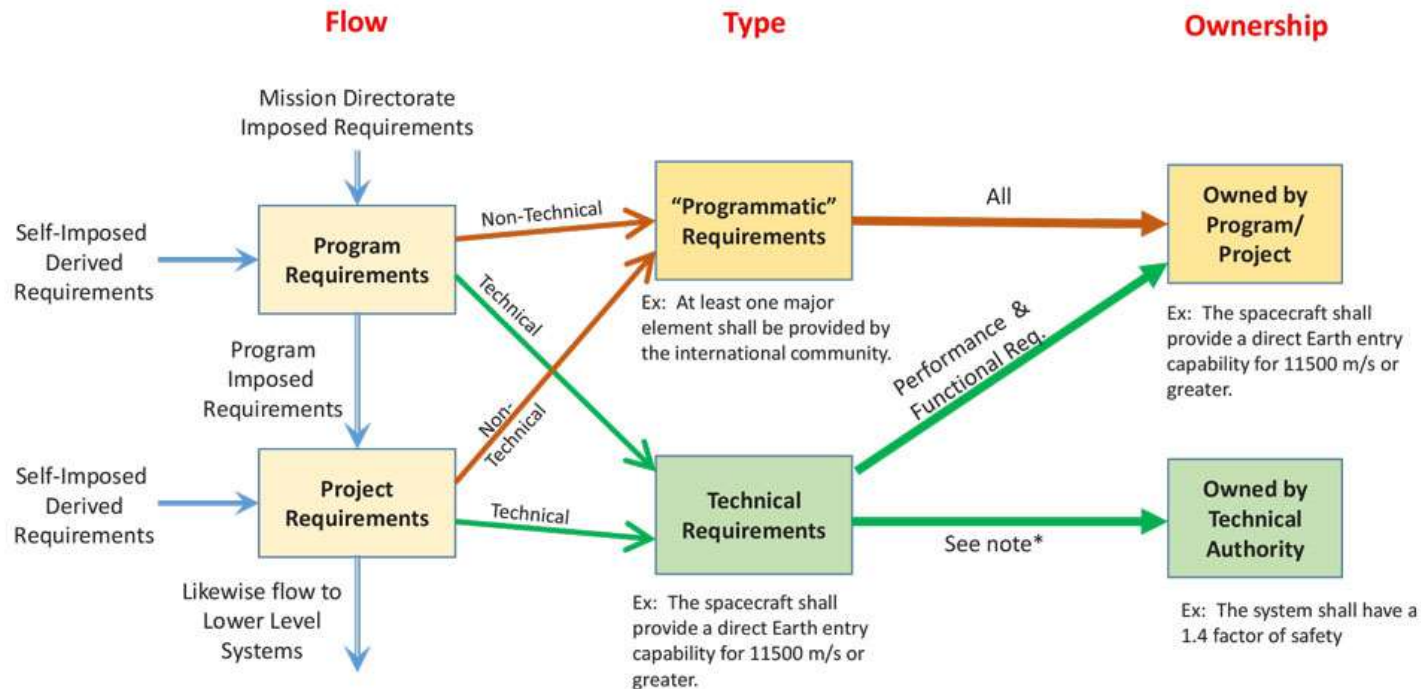 Flow
Type
Ownership
Mission Directorate
Imposed Requirements
Self-Imposed
Derived
Requirements
Program
Requirements
Non-Technical
Technical
“Programmatic”
Requirements
All
Owned by
Program/
Project
Ex: At least one major
element shall be provided by
the international community.
Ex: The spacecraft shall
provide a direct Earth entry
capability for 11500 m/s or
greater.
Program
Imposed
Requirements
Non-
Technical
Performance &
Functional Req.
Self-Imposed
Derived
Requirements
Project
Requirements
Technical
Technical
Requirements
See note*
Owned by
Technical
Authority
Likewise flow to
Lower Level
Systems
Ex: The spacecraft shall
provide a direct Earth entry
capability for 11500 m/s or
greater.
Ex: The system shall have a
1.4 factor of safety